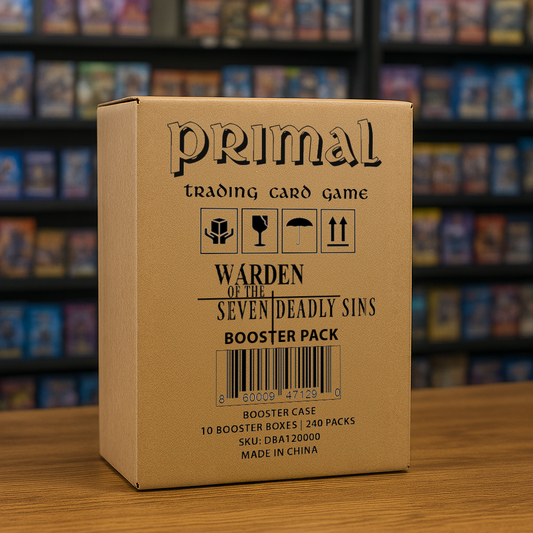 PRIMAL
TRADING CARD GAME
WARDEN
OF THE
SEVEN DEADLY SINS
BOOSTER PACK
8 60009 47129 0
BOOSTER CASE
10 BOOSTER BOXES | 240 PACKS
SKU: DBA120000
MADE IN CHINA